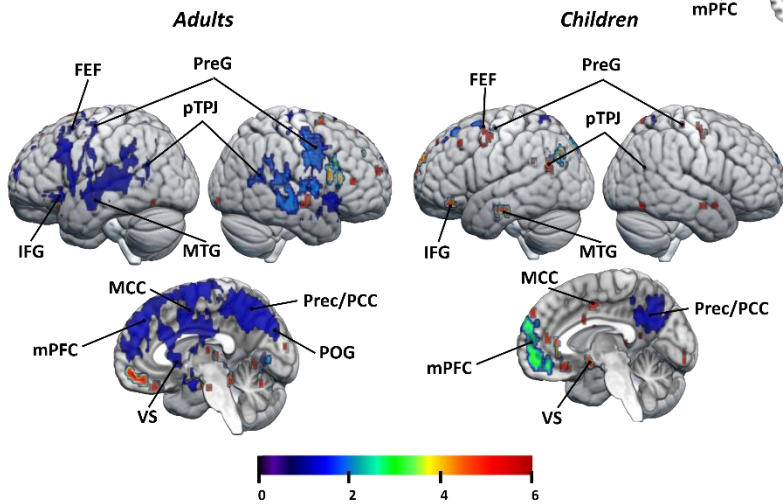 mPFC
Adults
Children
FEF
PreG
pTPJ
IFG
MTG
FEF
PreG
pTPJ
IFG
MTG
MCC
Prec/PCC
mPFC
POG
VS
MCC
Prec/PCC
mPFC
VS
0 2 4 6